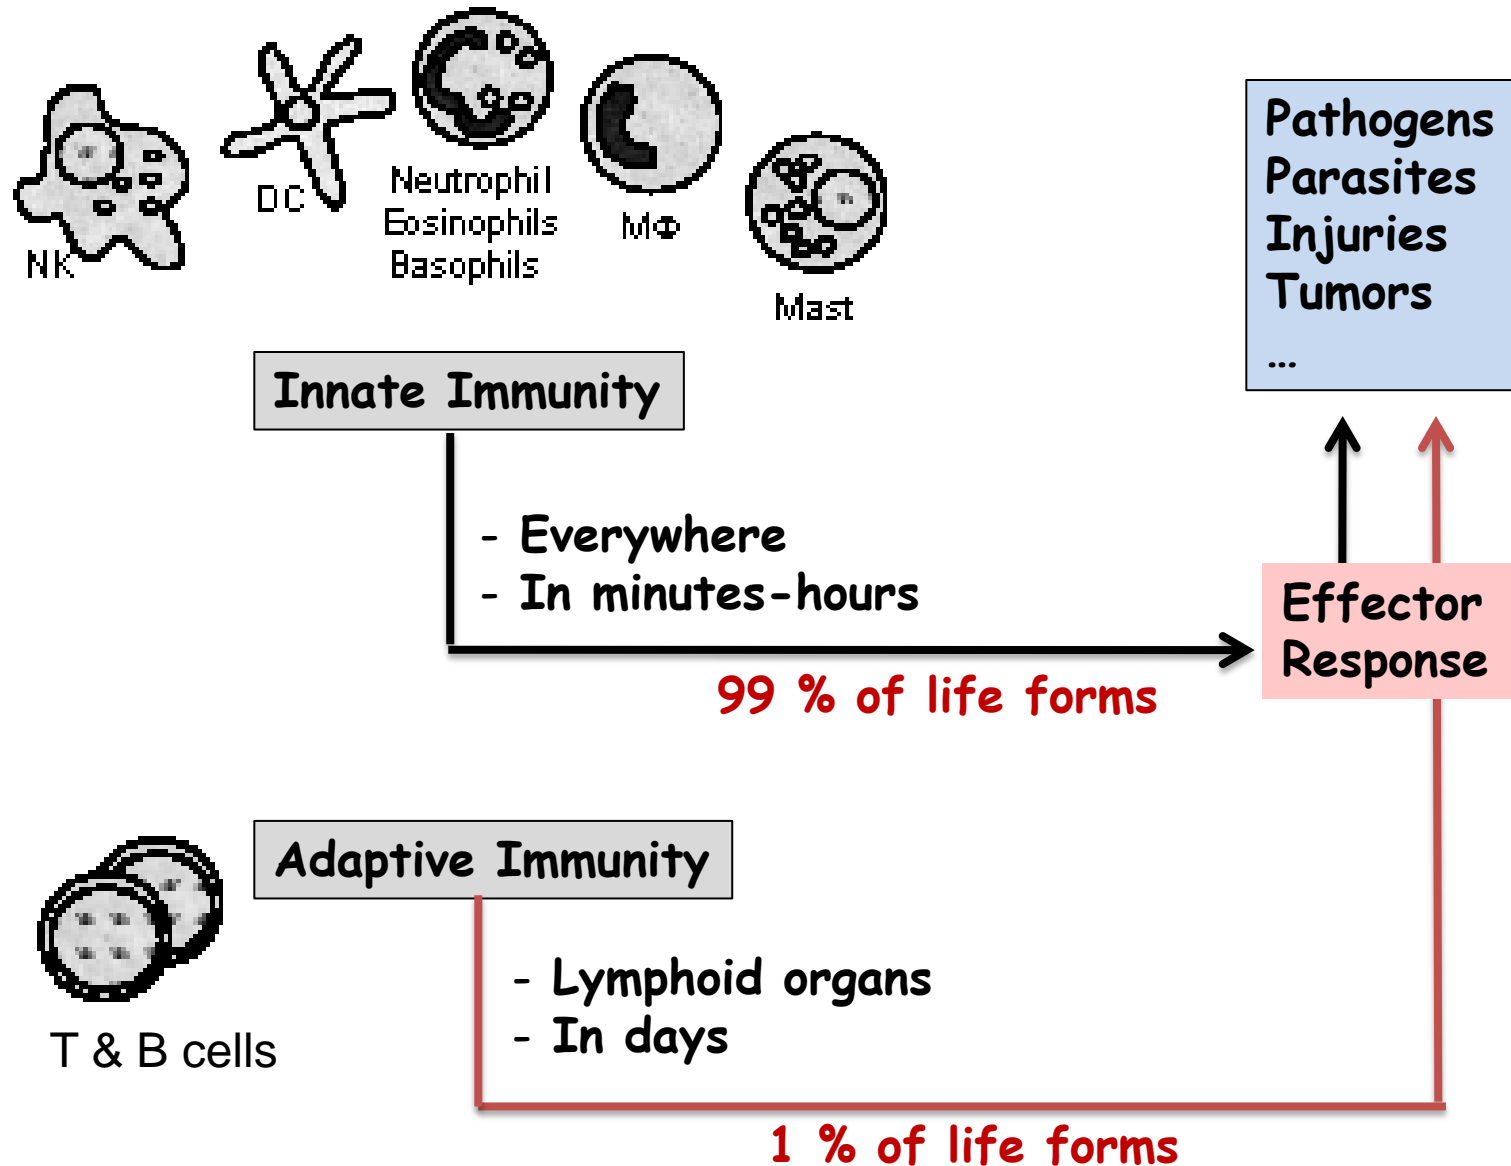 NK
DC
Neutrophil
Eosinophils
Basophils
MΦ
Mast
Pathogens
Parasites
Injuries
Tumors
...
Innate Immunity
- Everywhere
- In minutes-hours
99 % of life forms
Effector
Response
Adaptive Immunity
T & B cells
- Lymphoid organs
- In days
1 % of life forms